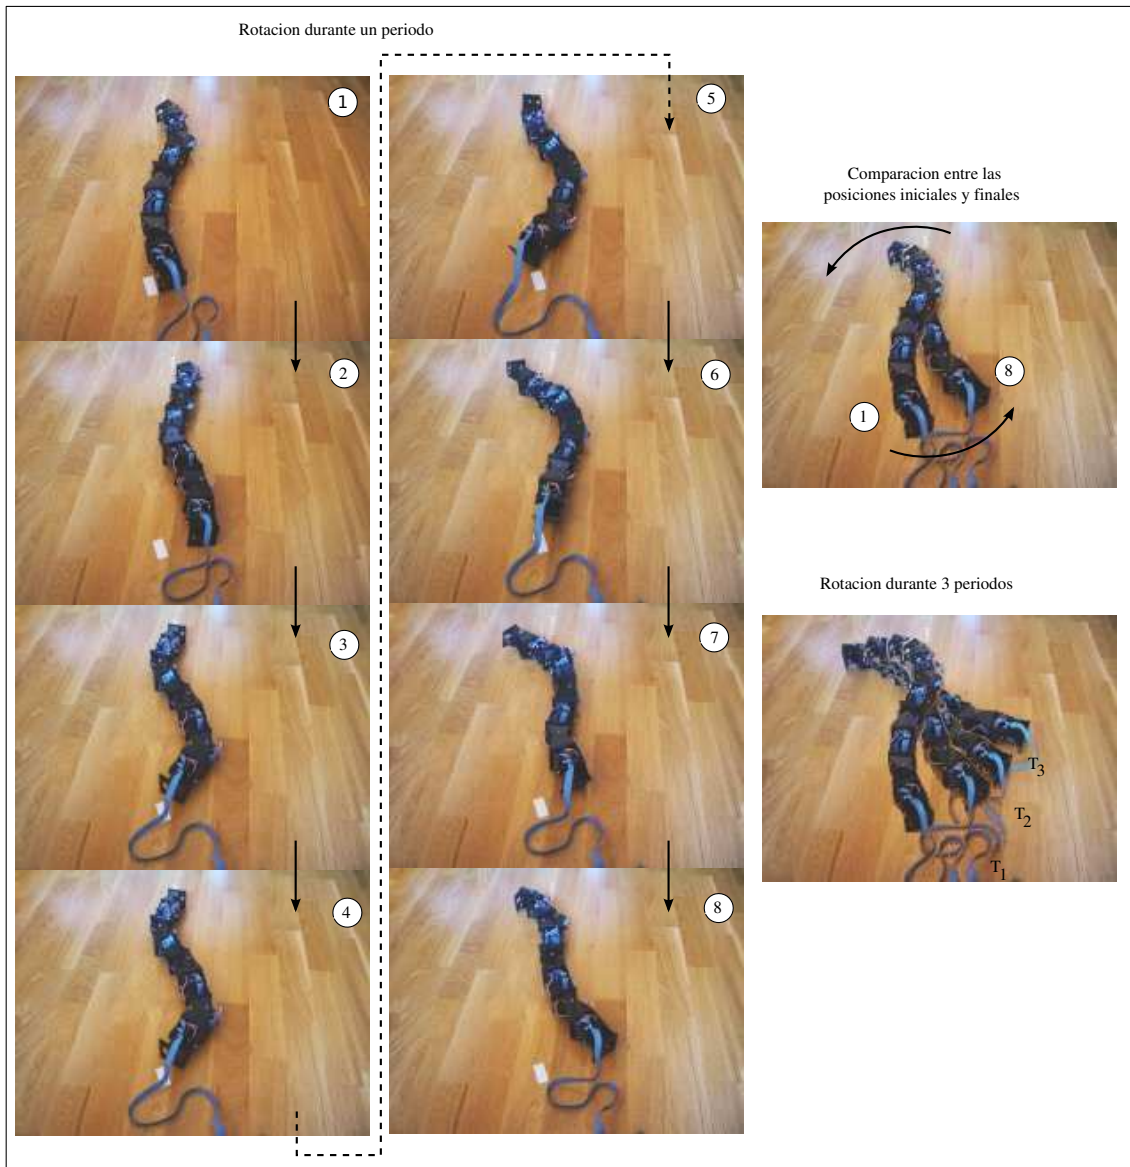 Rotacion durante un periodo
1
2
3
4
5
6
7
8
Comparacion entre las
posiciones iniciales y finales
1
8
Rotacion durante 3 periodos
T3
T2
T1